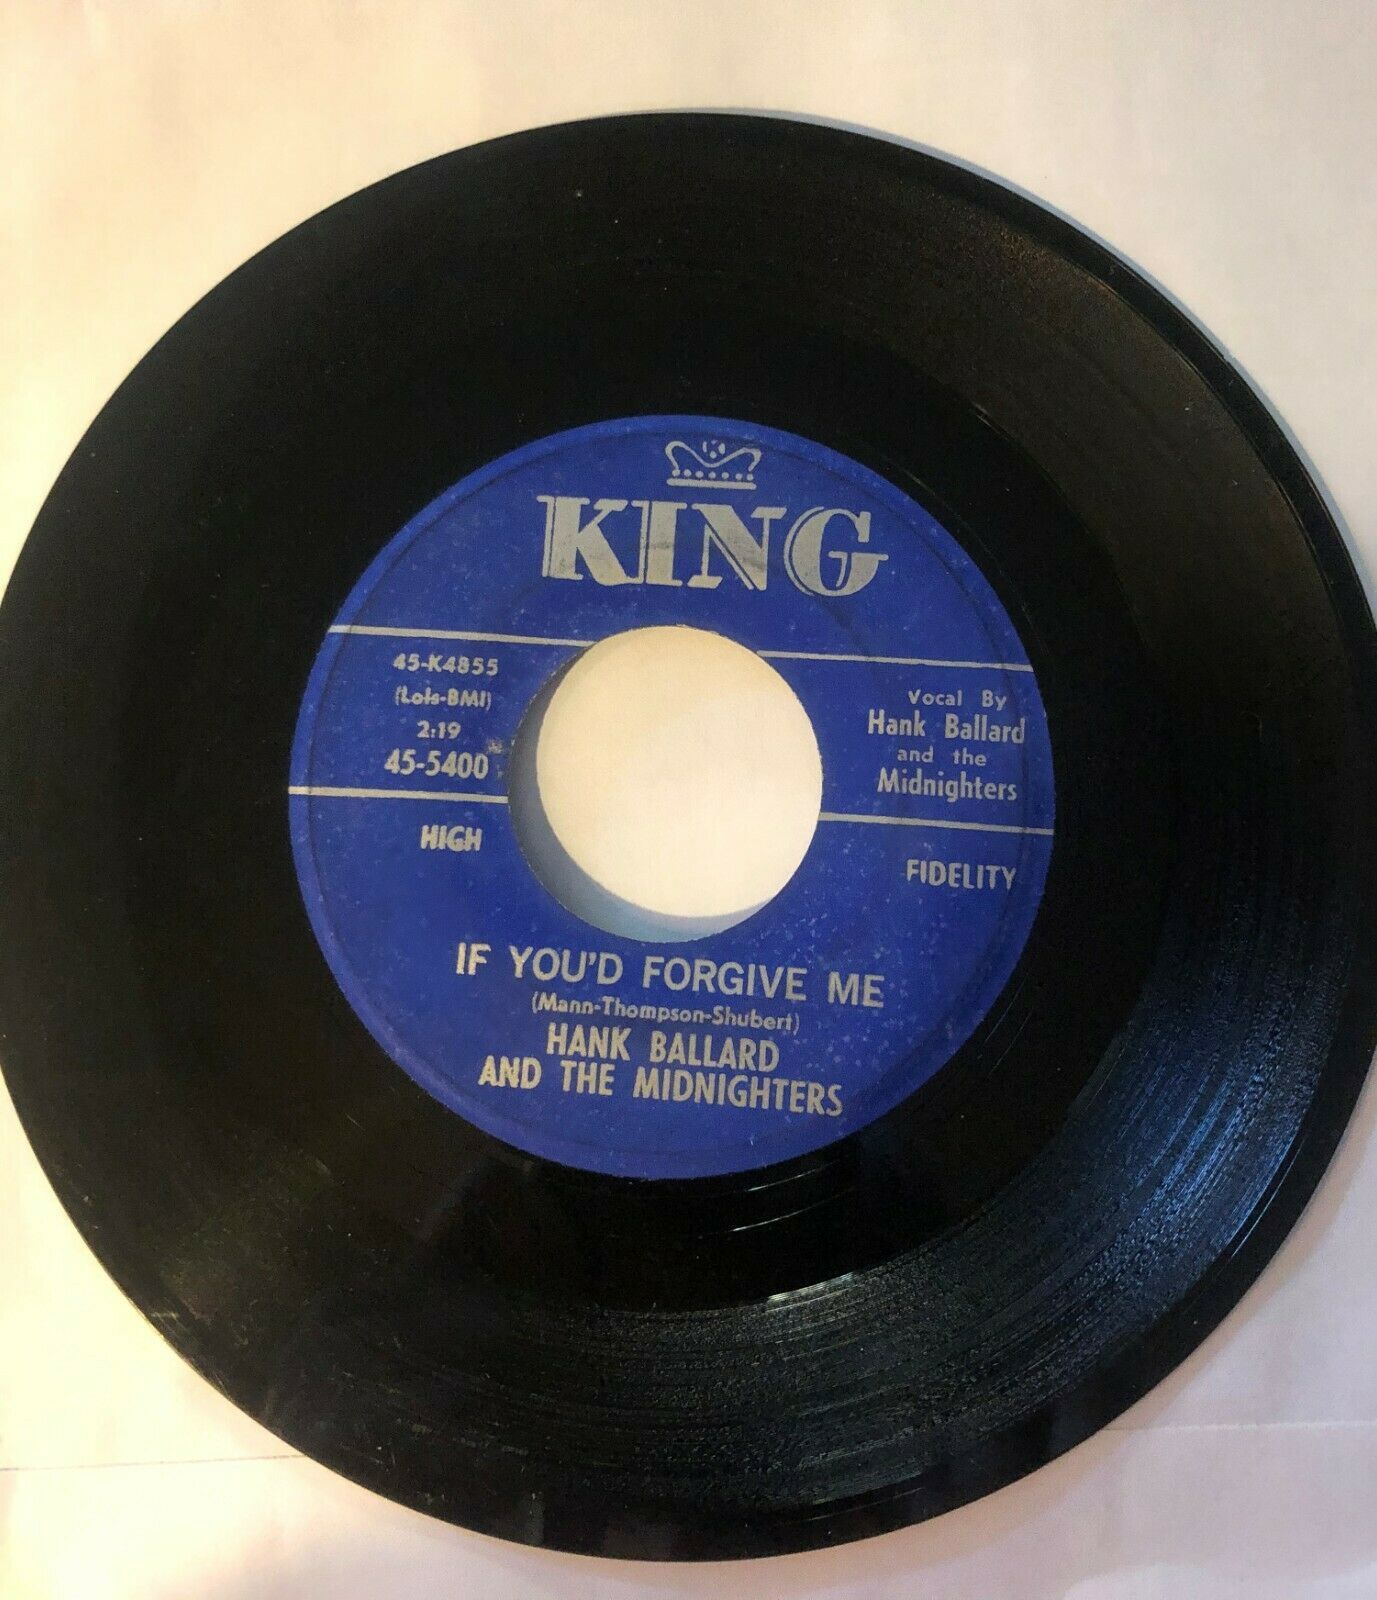 K
KING
45-K4855
(Lois-BMI)
2:19
45-5400
Vocal By
Hank Ballard
and the
Midnighters
HIGH
FIDELITY
IF YOU'D FORGIVE ME
(Mann-Thompson-Shubert)
HANK BALLARD
AND THE MIDNIGHTERS